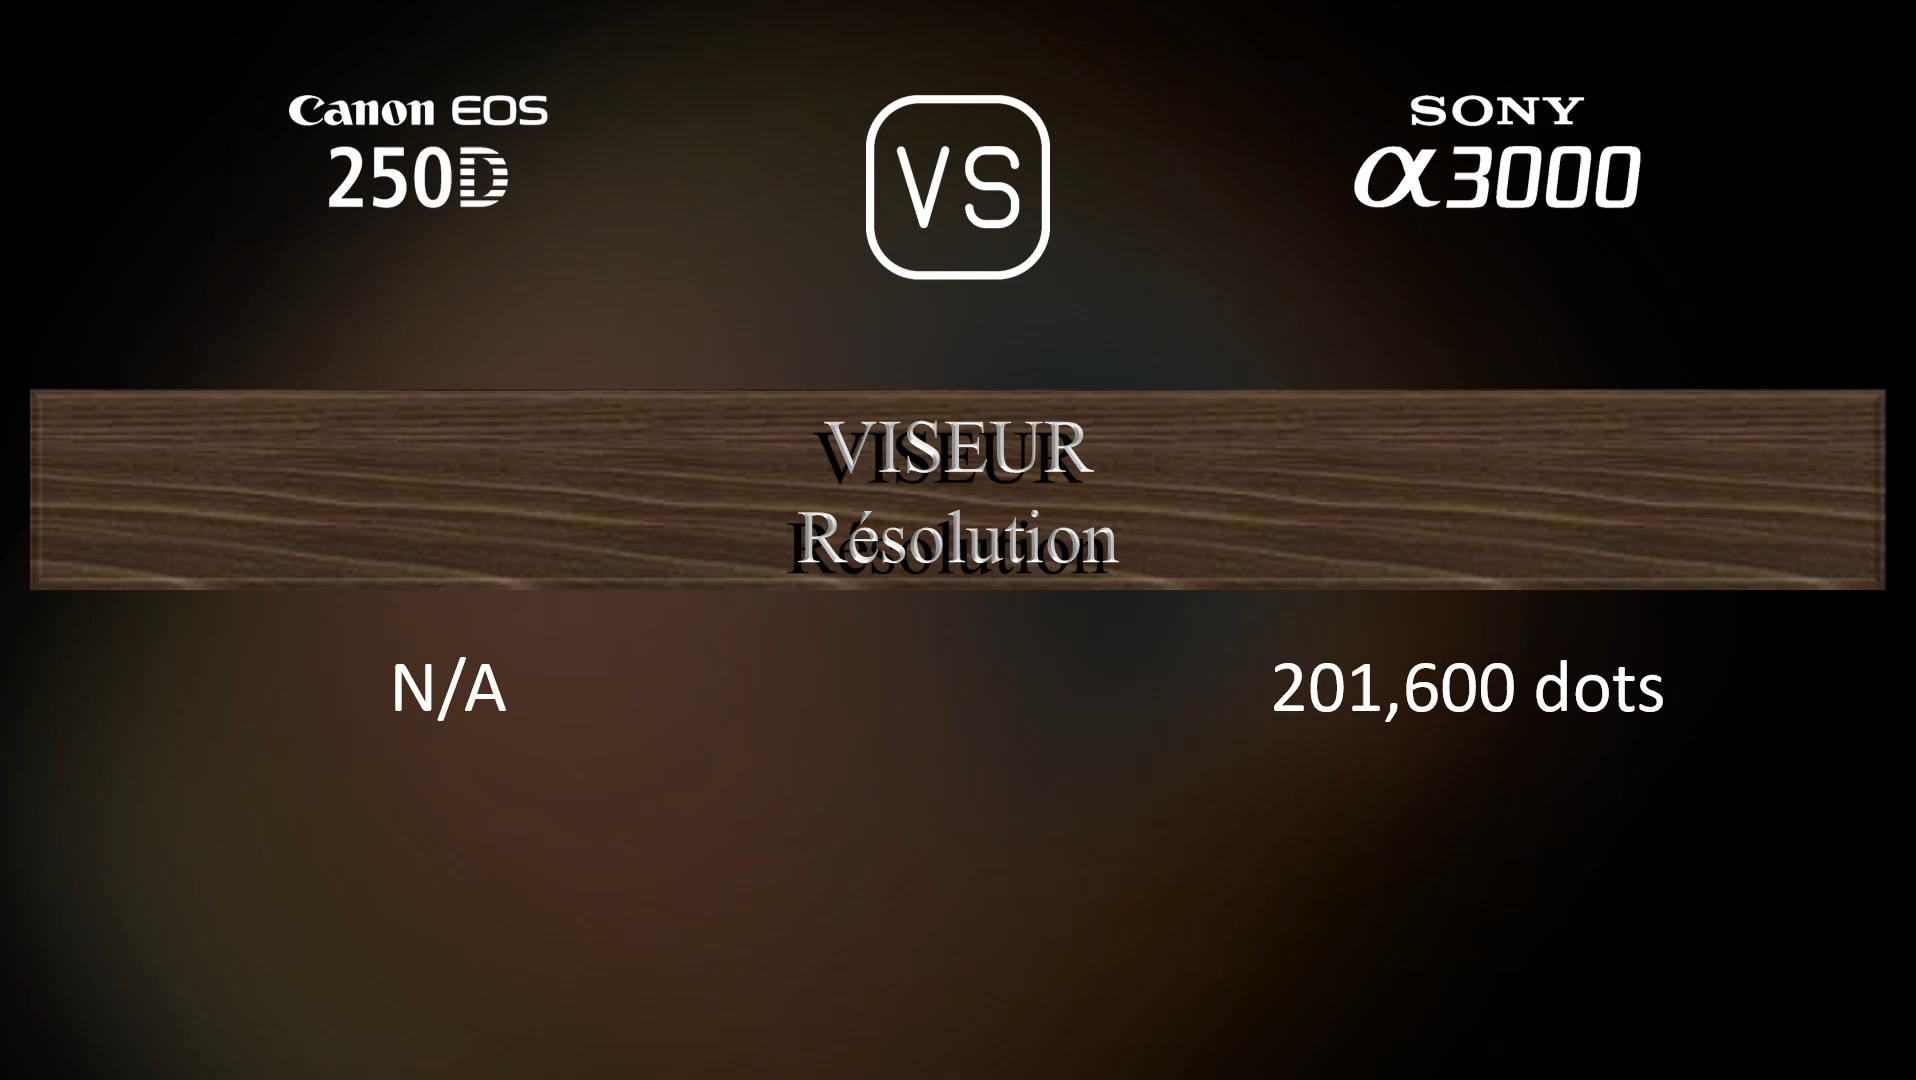 Canon EOS
250D
VS
SONY
α3000
VISEUR
Résolution
N/A
201,600 dots